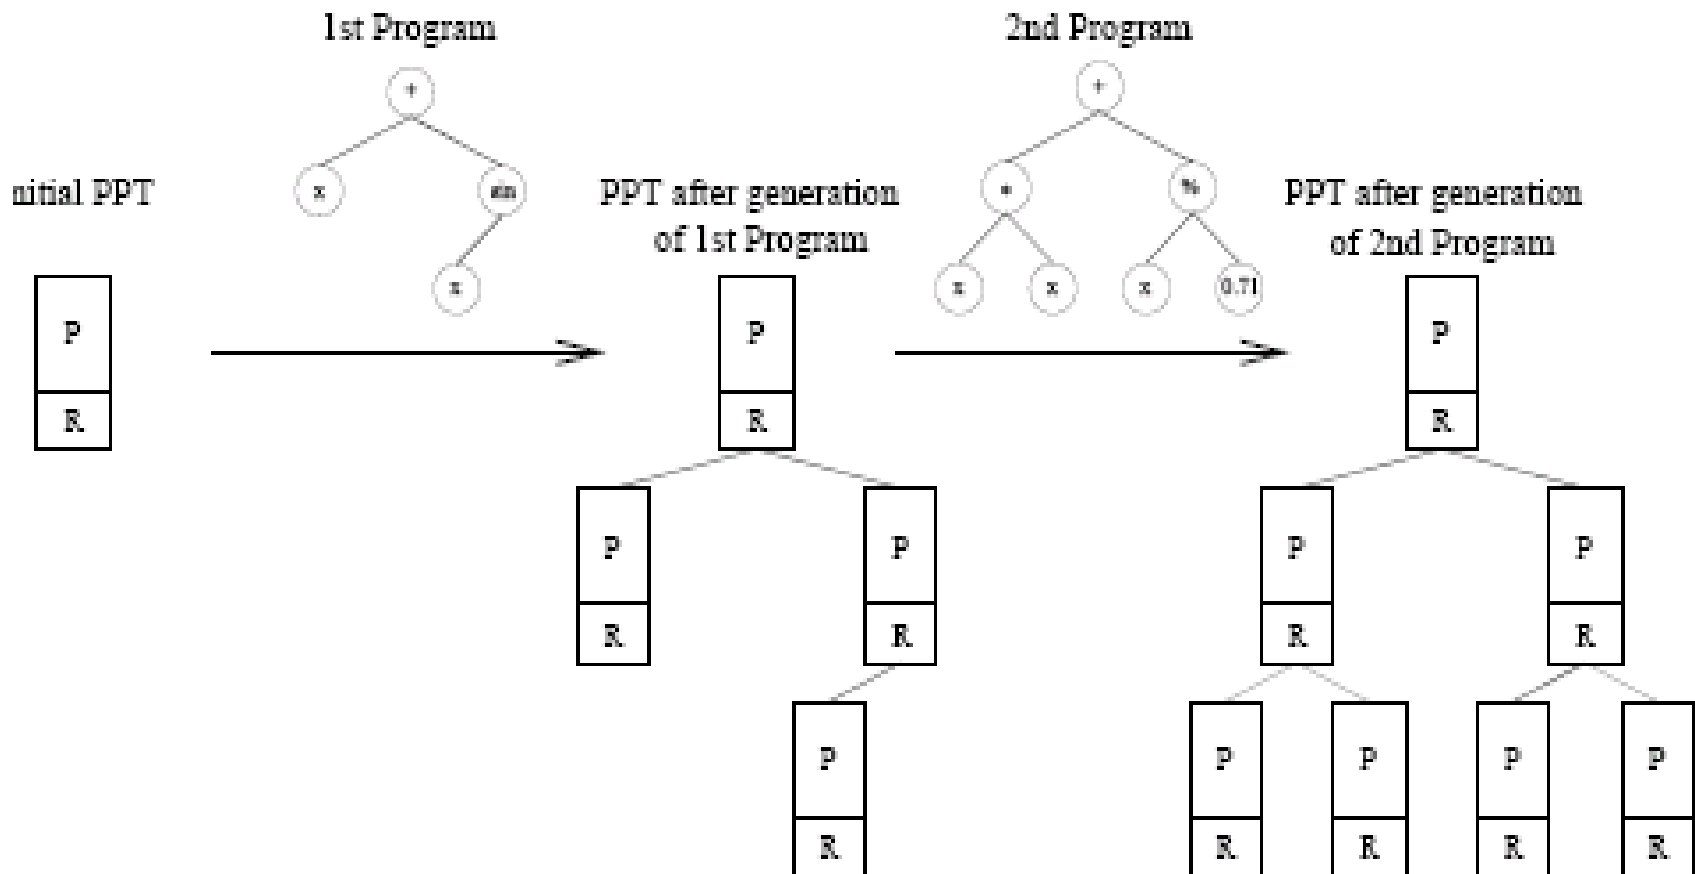 1st Program
2nd Program
+
+
nitial PPT
x
sin
PPT after generation
of 1st Program
%
PPT after generation
of 2nd Program
x
x
x
x
0.71
P
R
P
R
P
R
P
R
P
R
P
R
P
R
P
R
P
R
P
R
P
R
P
R